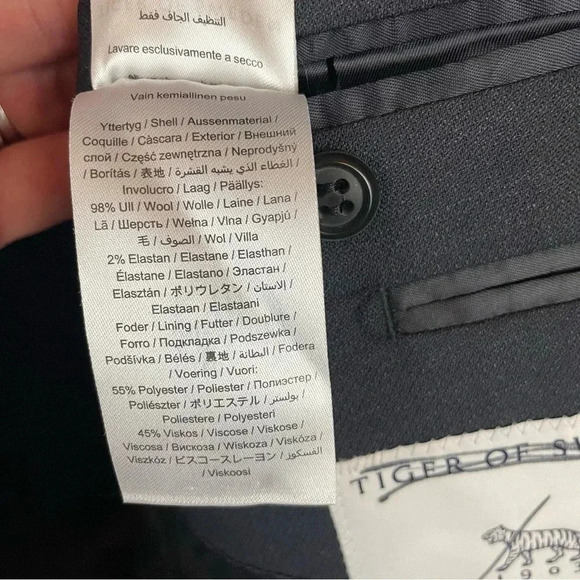 التنظيف الجاف فقط
Lavare esclusivamente a secco
Vain kemiallinen pesu
Yttertyg / Shell / Aussenmaterial /
Coquille / Càscara / Exterior / Внешний
слой / Część zewnętrzna / Neprodyšný
/ Borítás / 表地 / الغطاء الذي يشبه القشرة /
Involucro / Laag / Päällys:
98% Ull / Wool / Wolle / Laine / Lana /
Lã / Шерсть / Wełna / Vlna / Gyapjú /
毛 / الصوف / Wol / Villa
2% Elastan / Elastane / Elasthan /
Élastane / Elastano / Эластан /
Elasztán / ポリウレタン / الاستان /
Elastaan / Elastaani
Foder / Lining / Futter / Doublure /
Forro / Подкладка / Podszewka /
Podšívka / Bélés / 裏地 / البطانة / Fodera
/ Voering / Vuori:
55% Polyester / Poliester / Полиэстер /
Poliészter / ポリエステル / بولستر /
Poliestere / Polyesteri
45% Viskos / Viscose / Viskose /
Viscosa / Вискоза / Wiskoza / Viskóza /
Viszkóz / ビスコースレーヨン / الفسكوز /
Viskoosi
TIGER OF